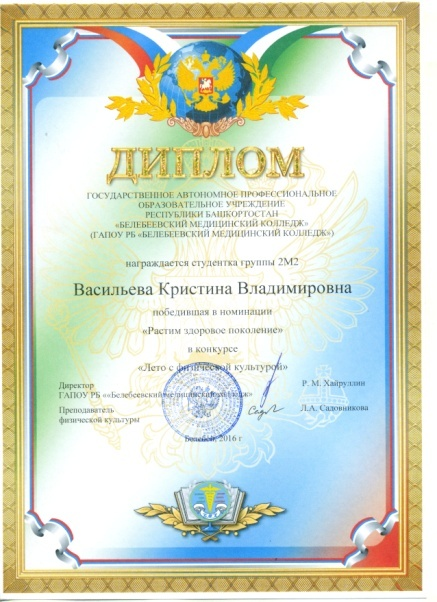 ДИПЛОМ
ГОСУДАРСТВЕННОЕ АВТОНОМНОЕ ПРОФЕССИОНАЛЬНОЕ
ОБРАЗОВАТЕЛЬНОЕ УЧРЕЖДЕНИЕ
РЕСПУБЛИКИ БАШКОРТОСТАН
«БЕЛЕБЕЕВСКИЙ МЕДИЦИНСКИЙ КОЛЛЕДЖ»
(ГАПОУ РБ «БЕЛЕБЕЕВСКИЙ МЕДИЦИНСКИЙ КОЛЛЕДЖ»)
награждается студентка группы 2М2
Васильева Кристина Владимировна
победившая в номинации
«Растим здоровое поколение»
в конкурсе
«Лето с физической культурой»
Директор Р. М. Хайруллин
ГАПОУ РБ ««Белебеевский медицинский колледж»
Преподаватель Л.А. Садовникова
физической культуры
Белебей, 2016 г